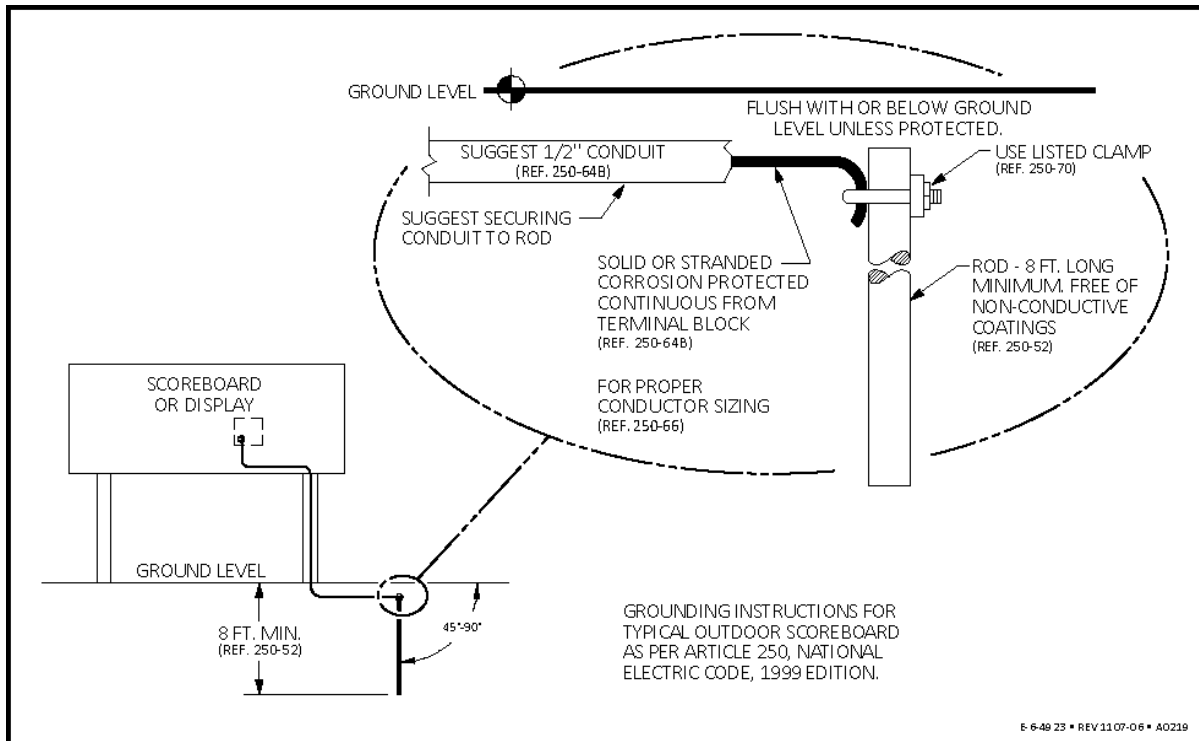 GROUND LEVEL
FLUSH WITH OR BELOW GROUND
LEVEL UNLESS PROTECTED.
SUGGEST 1/2" CONDUIT
(REF. 250-64B)
USE LISTED CLAMP
(REF. 250-70)
SUGGEST SECURING
CONDUIT TO ROD
SOLID OR STRANDED
CORROSION PROTECTED
CONTINUOUS FROM
TERMINAL BLOCK
(REF. 250-64B)
ROD - 8 FT. LONG
MINIMUM. FREE OF
NON-CONDUCTIVE
COATINGS
(REF. 250-52)
FOR PROPER
CONDUCTOR SIZING
(REF. 250-66)
SCOREBOARD
OR DISPLAY
GROUND LEVEL
8 FT. MIN.
(REF. 250-52)
45°-90°
GROUNDING INSTRUCTIONS FOR
TYPICAL OUTDOOR SCOREBOARD
AS PER ARTICLE 250, NATIONAL
ELECTRIC CODE, 1999 EDITION.
E-6-4923 • REV 1107-06 • A0219